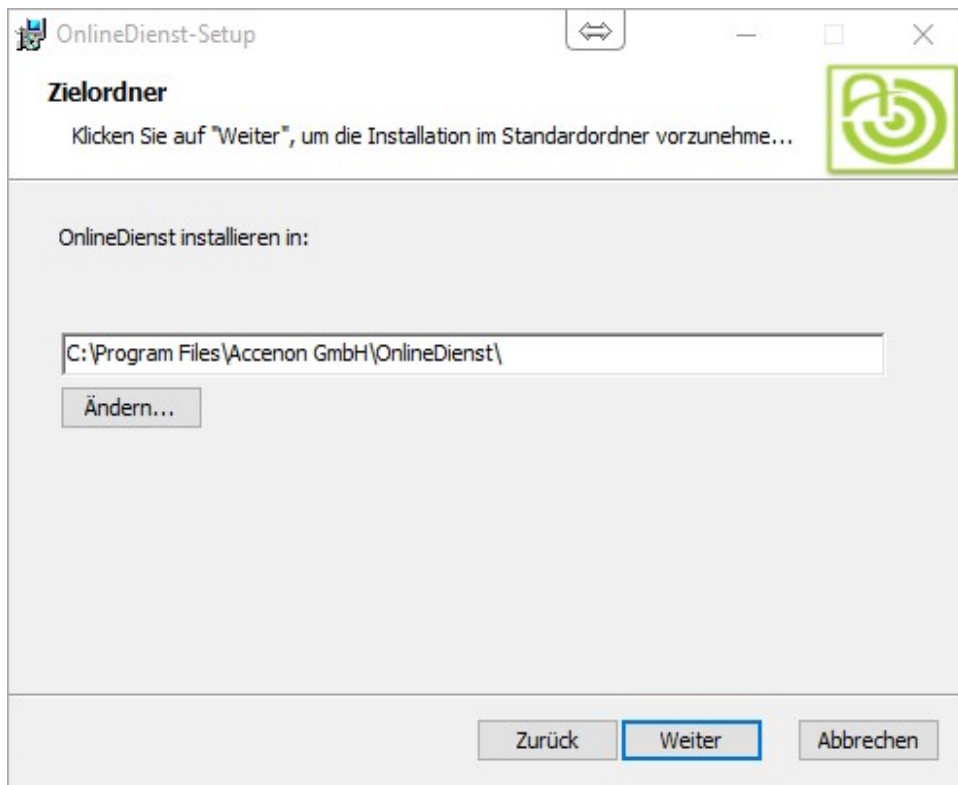 OnlineDienst-Setup
Zielordner
Klicken Sie auf "Weiter", um die Installation im Standardordner vorzunehme...
OnlineDienst installieren in:
C:\Program Files\Accenon GmbH\OnlineDienst\
Ändern...
Zurück Weiter Abbrechen